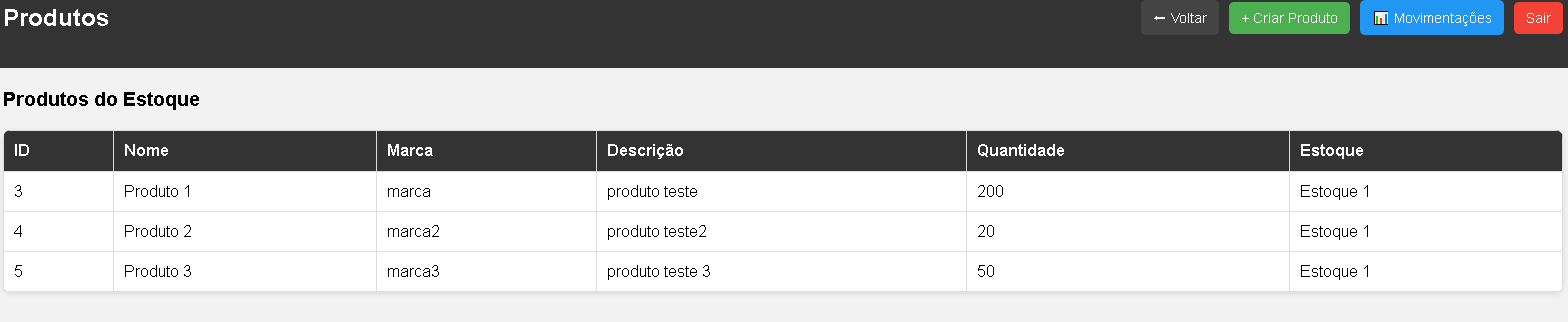 Produtos
⬅ Voltar
+ Criar Produto
📊 Movimentações
Sair
Produtos do Estoque
ID Nome Marca Descrição Quantidade Estoque
3 Produto 1 marca produto teste 200 Estoque 1
4 Produto 2 marca2 produto teste2 20 Estoque 1
5 Produto 3 marca3 produto teste 3 50 Estoque 1